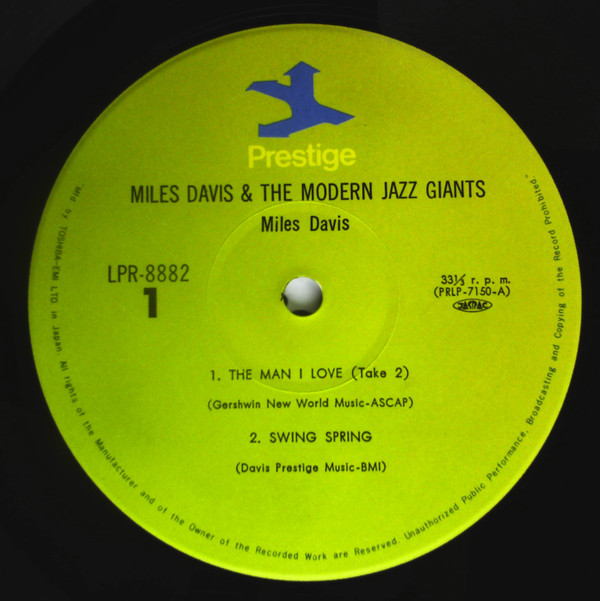 Prestige
MILES DAVIS & THE MODERN JAZZ GIANTS
Miles Davis
LPR-8882
1
33⅓ r. p. m.
(PRLP-7150-A)
JASRAC
1. THE MAN I LOVE (Take 2)
(Gershwin New World Music-ASCAP)
2. SWING SPRING
(Davis Prestige Music-BMI)
"Mfd by TOSHIBA-EMI LTD in Japan. All rights of the Manufacturer and of the Owner of the Recorded Work are Reserved. Unauthorized Public Performance, Broadcasting and Copying of the Record Prohibited."